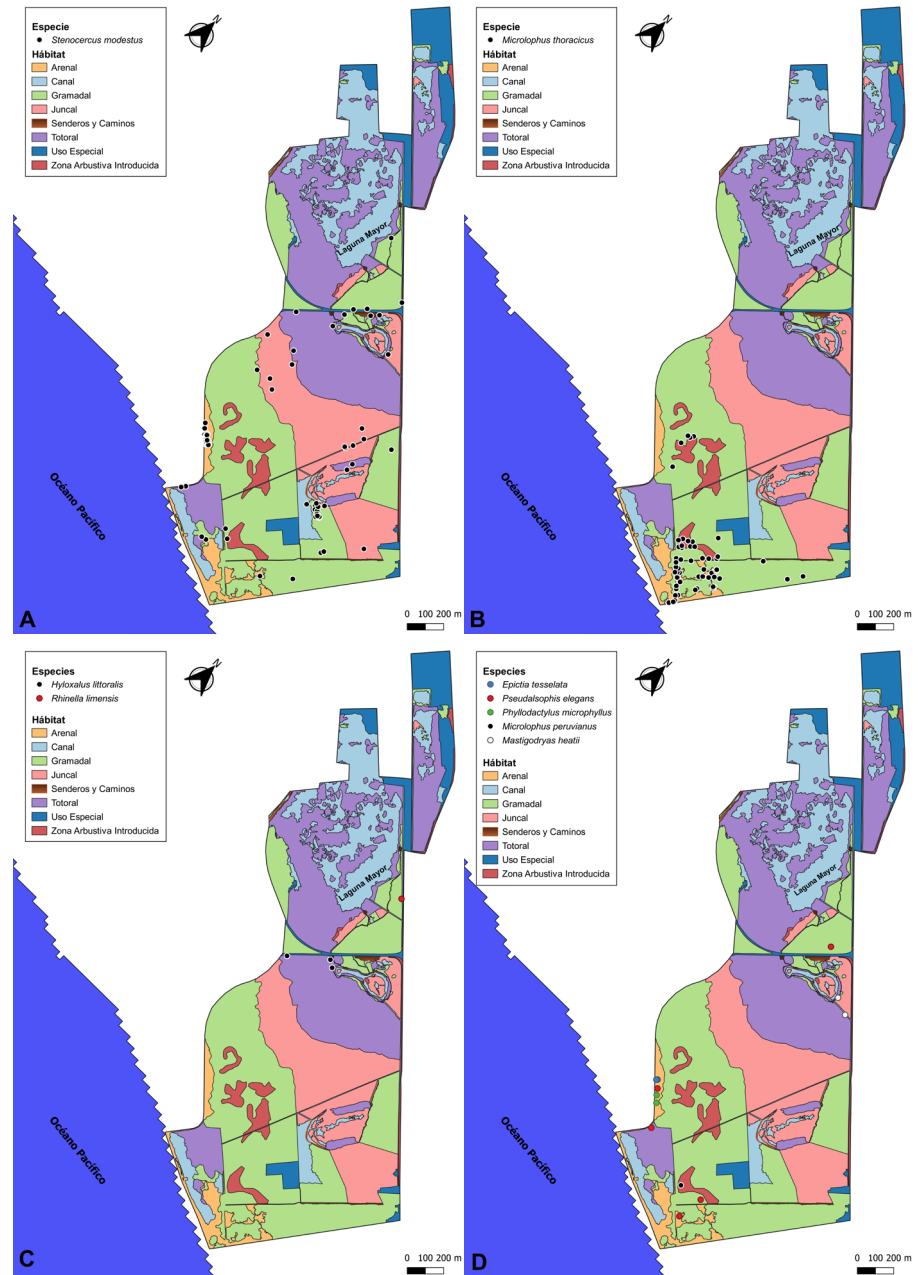 Especie
Stenocercus modestus
Hábitat
Arenal
Canal
Gramadal
Juncal
Senderos y Caminos
Totoral
Uso Especial
Zona Arbustiva Introducida
N
Laguna Mayor
Océano Pacífico
A
0 100 200 m
Especie
Microlophus thoracicus
Hábitat
Arenal
Canal
Gramadal
Juncal
Senderos y Caminos
Totoral
Uso Especial
Zona Arbustiva Introducida
N
Laguna Mayor
Océano Pacífico
B
0 100 200 m
Especies
Hyloxalus littoralis
Rhinella limensis
Hábitat
Arenal
Canal
Gramadal
Juncal
Senderos y Caminos
Totoral
Uso Especial
Zona Arbustiva Introducida
N
Laguna Mayor
Océano Pacífico
C
0 100 200 m
Especies
Epictia tesselata
Pseudalsophis elegans
Phyllodactylus microphyllus
Microlophus peruvianus
Mastigodryas heatii
Hábitat
Arenal
Canal
Gramadal
Juncal
Senderos y Caminos
Totoral
Uso Especial
Zona Arbustiva Introducida
N
Laguna Mayor
Océano Pacífico
D
0 100 200 m